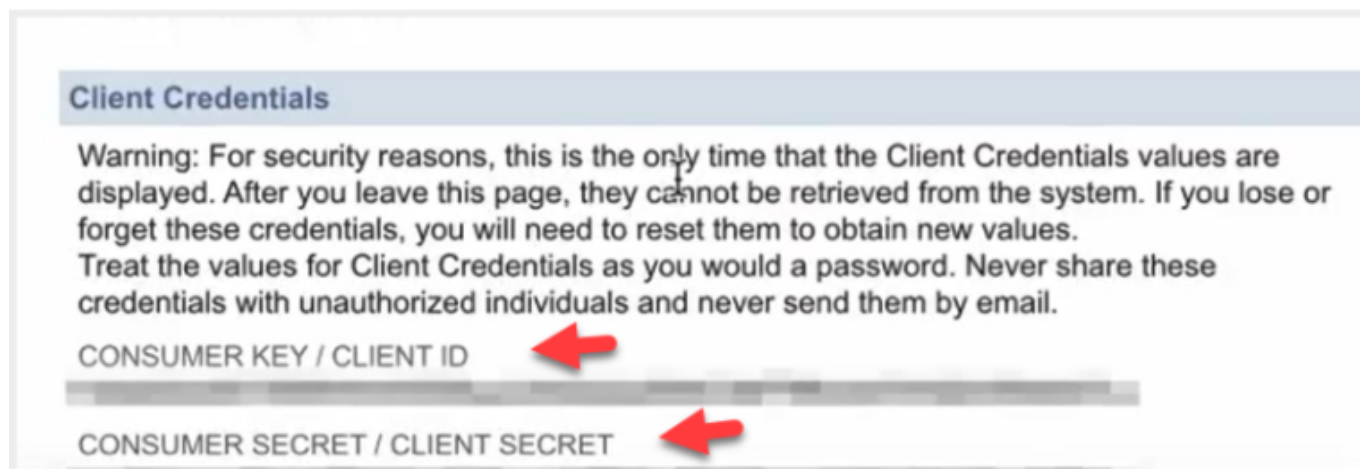 Client Credentials
Warning: For security reasons, this is the only time that the Client Credentials values are
displayed. After you leave this page, they cannot be retrieved from the system. If you lose or
forget these credentials, you will need to reset them to obtain new values.
Treat the values for Client Credentials as you would a password. Never share these
credentials with unauthorized individuals and never send them by email.
CONSUMER KEY / CLIENT ID
CONSUMER SECRET / CLIENT SECRET